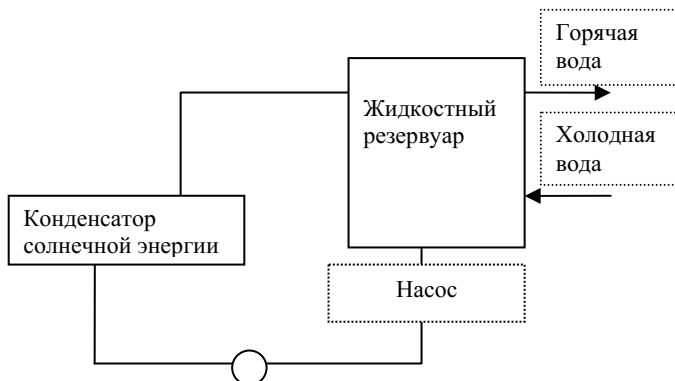 Горячая
вода
Жидкостный
резервуар
Холодная
вода
Конденсатор
солнечной энергии
Насос